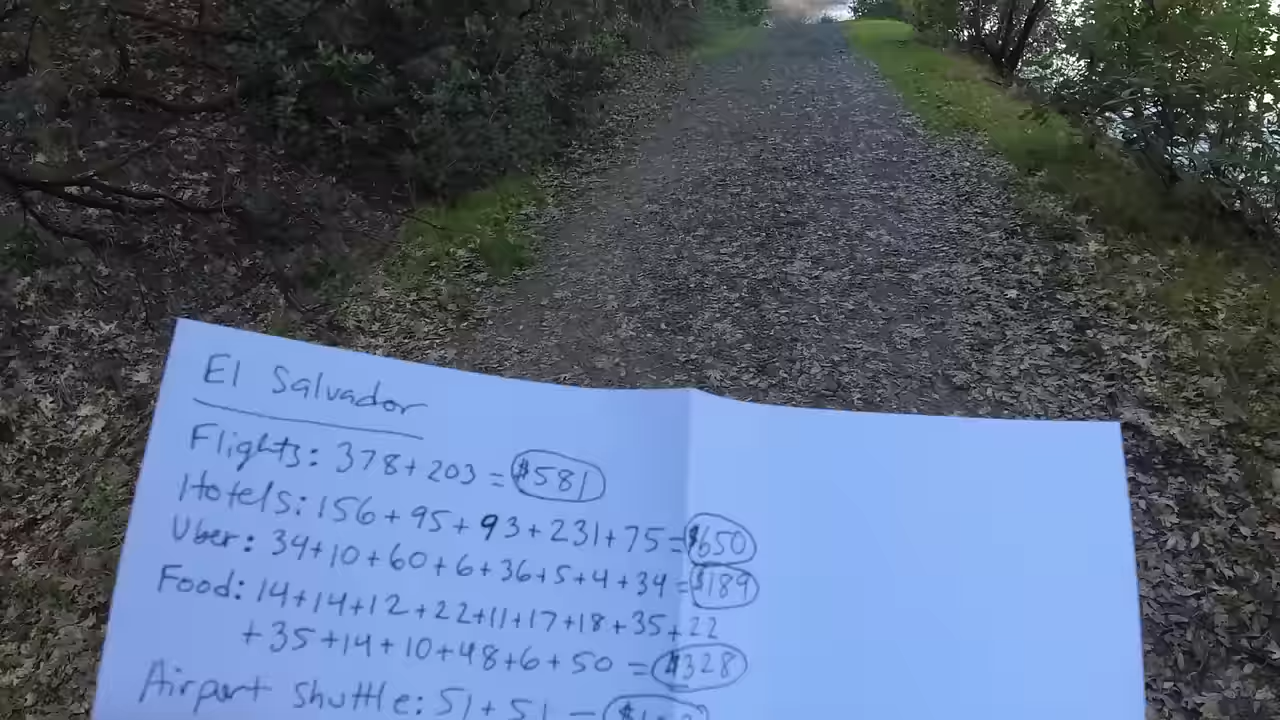 El Salvador
Flights: 378+203 = $581
Hotels: 156+95+93+231+75=$650
Uber: 34+10+60+6+36+5+4+34=$189
Food: 14+14+12+22+11+17+18+35+22
+35+14+10+48+6+50 = $328
Airport shuttle: 51+51 =